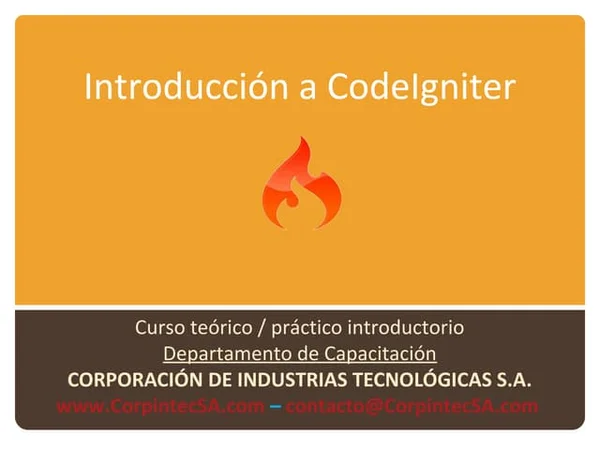 Introducción a CodeIgniter
Curso teórico / práctico introductorio
Departamento de Capacitación
CORPORACIÓN DE INDUSTRIAS TECNOLÓGICAS S.A.
www.CorpintecSA.com – contacto@CorpintecSA.com